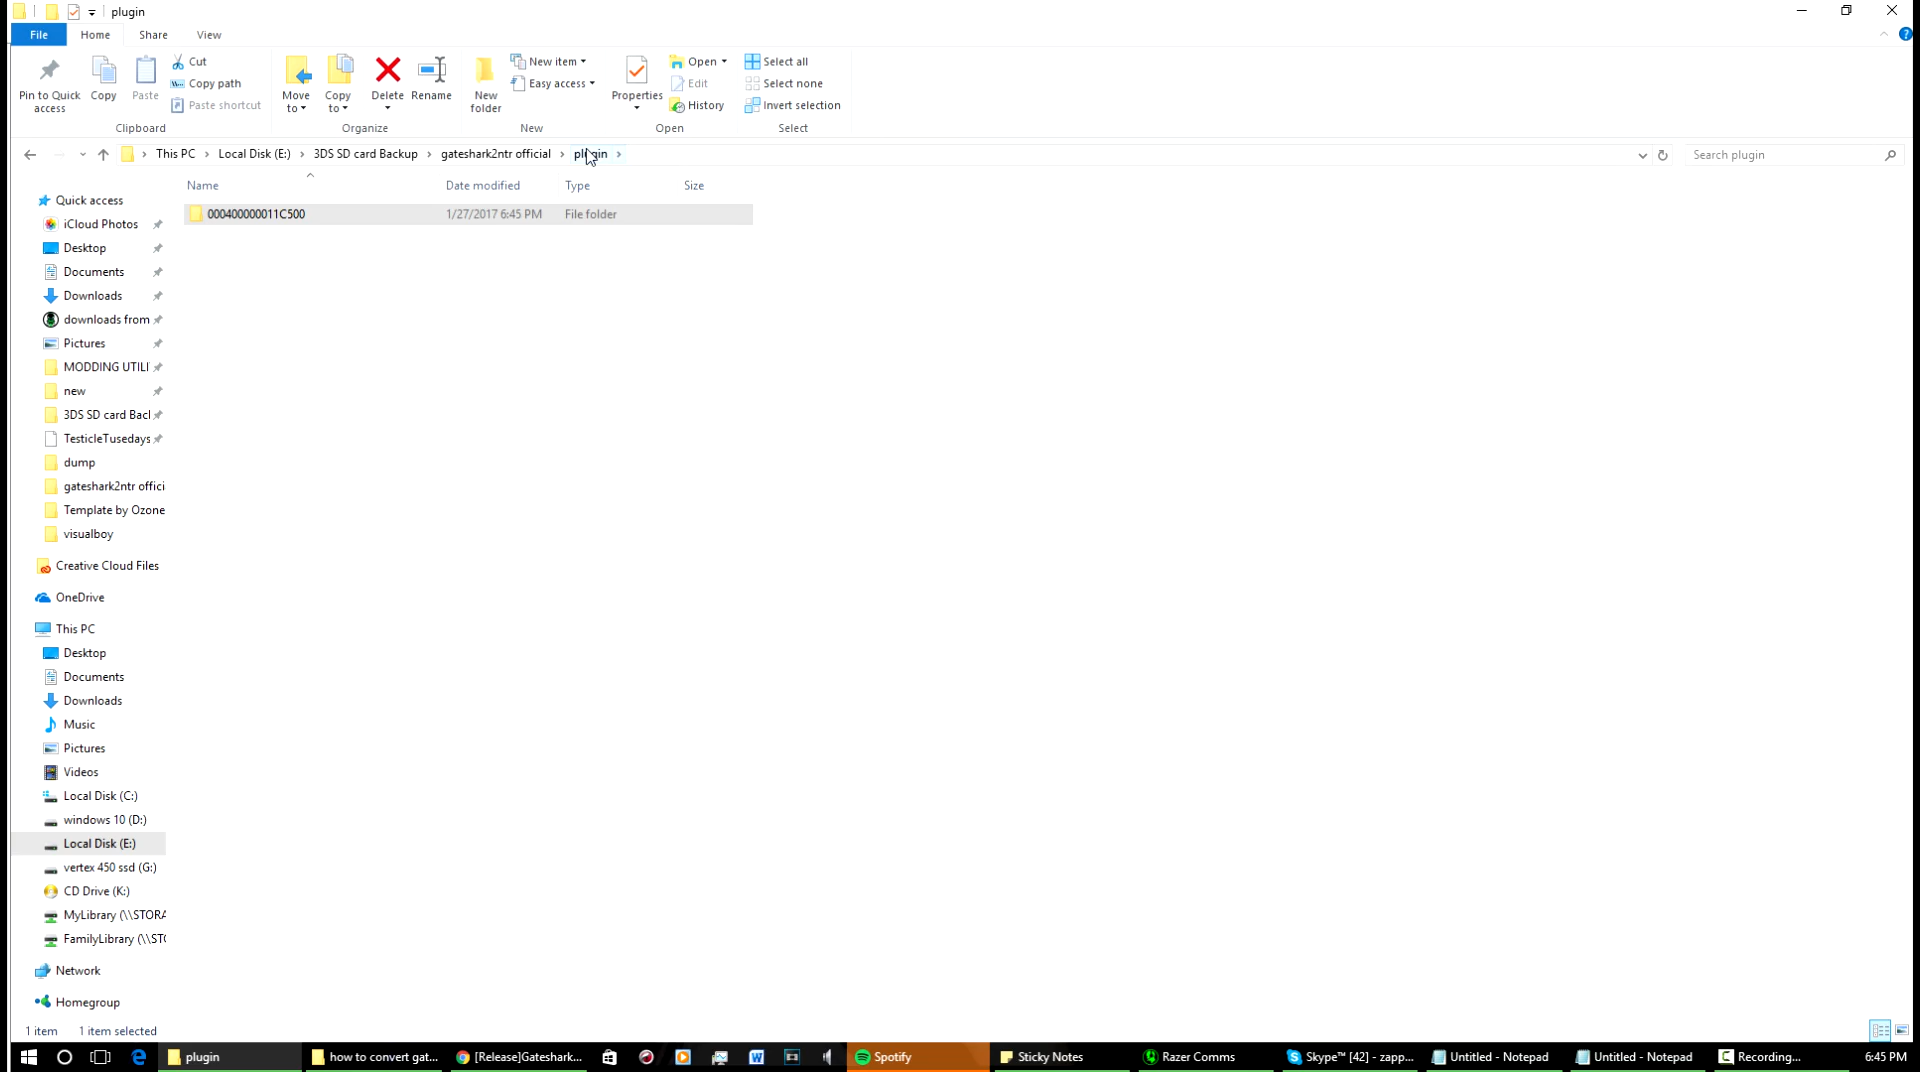 plugin
File Home Share View
Pin to Quick access
Copy
Paste
Cut
Copy path
Paste shortcut
Clipboard
Move to
Copy to
Delete
Rename
Organize
New folder
New item
Easy access
New
Properties
Open
Edit
History
Open
Select all
Select none
Invert selection
Select
This PC Local Disk (E:) 3DS SD card Backup gateshark2ntr official plugin
Search plugin
Name Date modified Type Size
000400000011C500 1/27/2017 6:45 PM File folder
Quick access
iCloud Photos
Desktop
Documents
Downloads
downloads from
Pictures
MODDING UTILI
new
3DS SD card Bacl
TesticleTusedays
dump
gateshark2ntr offici
Template by Ozone
visualboy
Creative Cloud Files
OneDrive
This PC
Desktop
Documents
Downloads
Music
Pictures
Videos
Local Disk (C:)
windows 10 (D:)
Local Disk (E:)
vertex 450 ssd (G:)
CD Drive (K:)
MyLibrary (\\STORA
FamilyLibrary (\\STO
Network
Homegroup
1 item 1 item selected
plugin how to convert gat... [Release]Gateshark... Spotify Sticky Notes Razer Comms Skype™ [42] - zapp... Untitled - Notepad Untitled - Notepad Recording... 6:45 PM